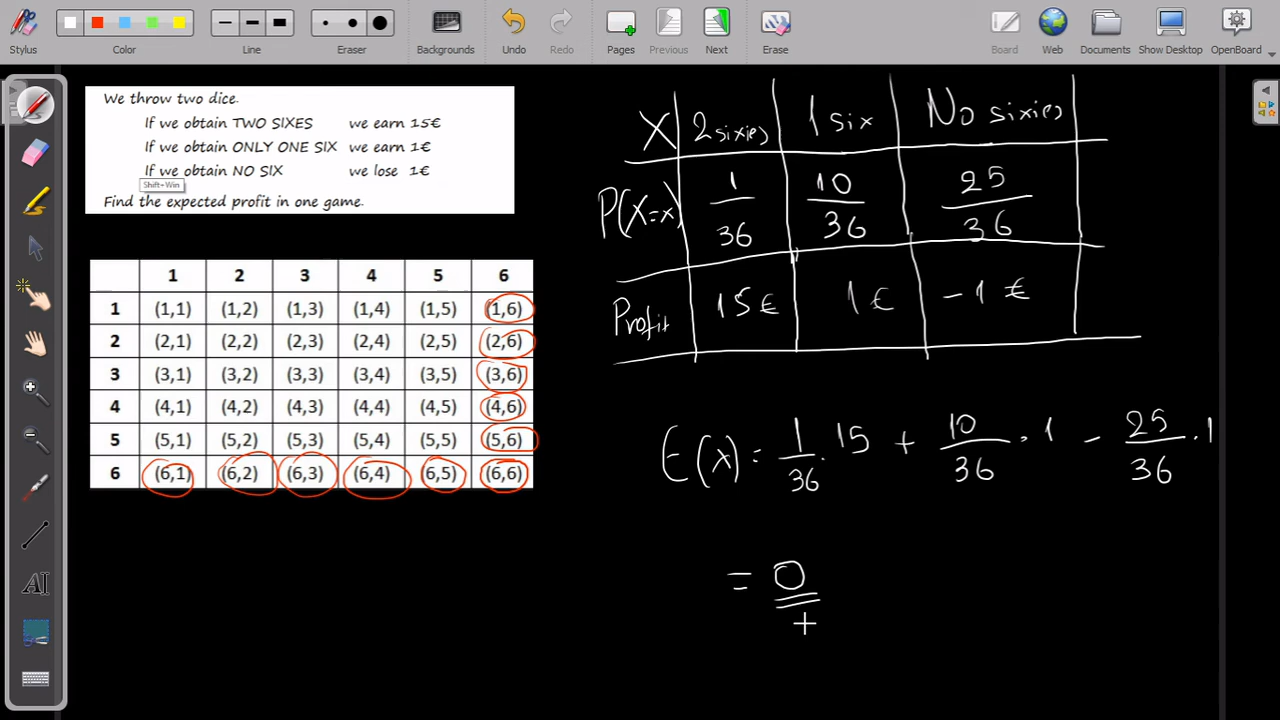 Stylus Color Line Eraser Backgrounds Undo Redo Pages Previous Next Erase Board Web Documents Show Desktop OpenBoard
We throw two dice.
If we obtain TWO SIXES we earn 15€
If we obtain ONLY ONE SIX we earn 1€
If we obtain NO SIX we lose 1€
Shift+Win
Find the expected profit in one game.
1 2 3 4 5 6
1 (1,1) (1,2) (1,3) (1,4) (1,5) (1,6)
2 (2,1) (2,2) (2,3) (2,4) (2,5) (2,6)
3 (3,1) (3,2) (3,3) (3,4) (3,5) (3,6)
4 (4,1) (4,2) (4,3) (4,4) (4,5) (4,6)
5 (5,1) (5,2) (5,3) (5,4) (5,5) (5,6)
6 (6,1) (6,2) (6,3) (6,4) (6,5) (6,6)
X 2 sixies 1 six No sixies
P(X=x) 1/36 10/36 25/36
Profit 15€ 1€ -1€
E(x) = 1/36 · 15 + 10/36 · 1 - 25/36 · 1
= 0
AI